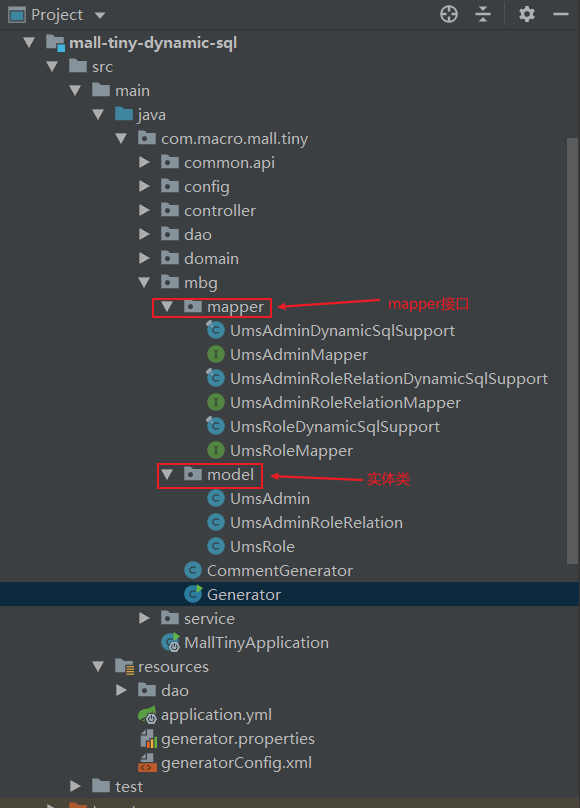 Project
mall-tiny-dynamic-sql
src
main
java
com.macro.mall.tiny
common.api
config
controller
dao
domain
mbg
mapper
mapper接口
UmsAdminDynamicSqlSupport
UmsAdminMapper
UmsAdminRoleRelationDynamicSqlSupport
UmsAdminRoleRelationMapper
UmsRoleDynamicSqlSupport
UmsRoleMapper
model
实体类
UmsAdmin
UmsAdminRoleRelation
UmsRole
CommentGenerator
Generator
service
MallTinyApplication
resources
dao
application.yml
generator.properties
generatorConfig.xml
test